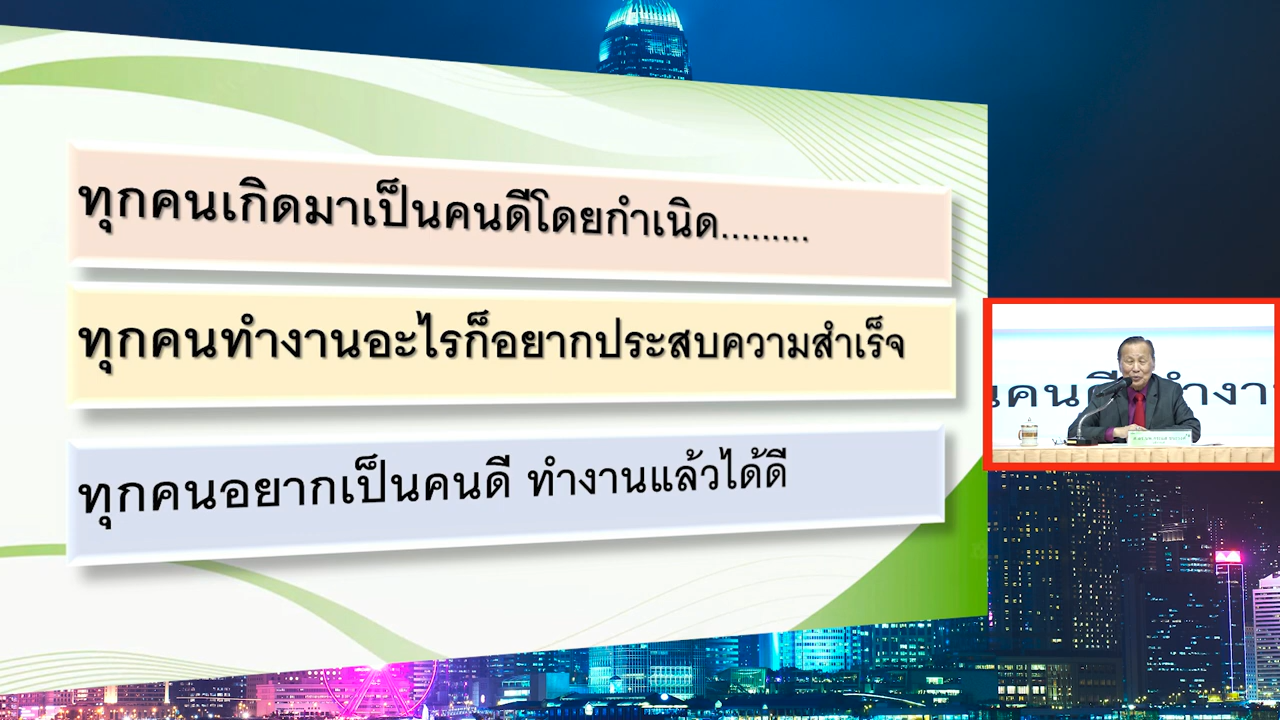 ทุกคนเกิดมาเป็นคนดีโดยกำเนิด.........
ทุกคนทำงานอะไรก็อยากประสบความสำเร็จ
ทุกคนอยากเป็นคนดี ทำงานแล้วได้ดี